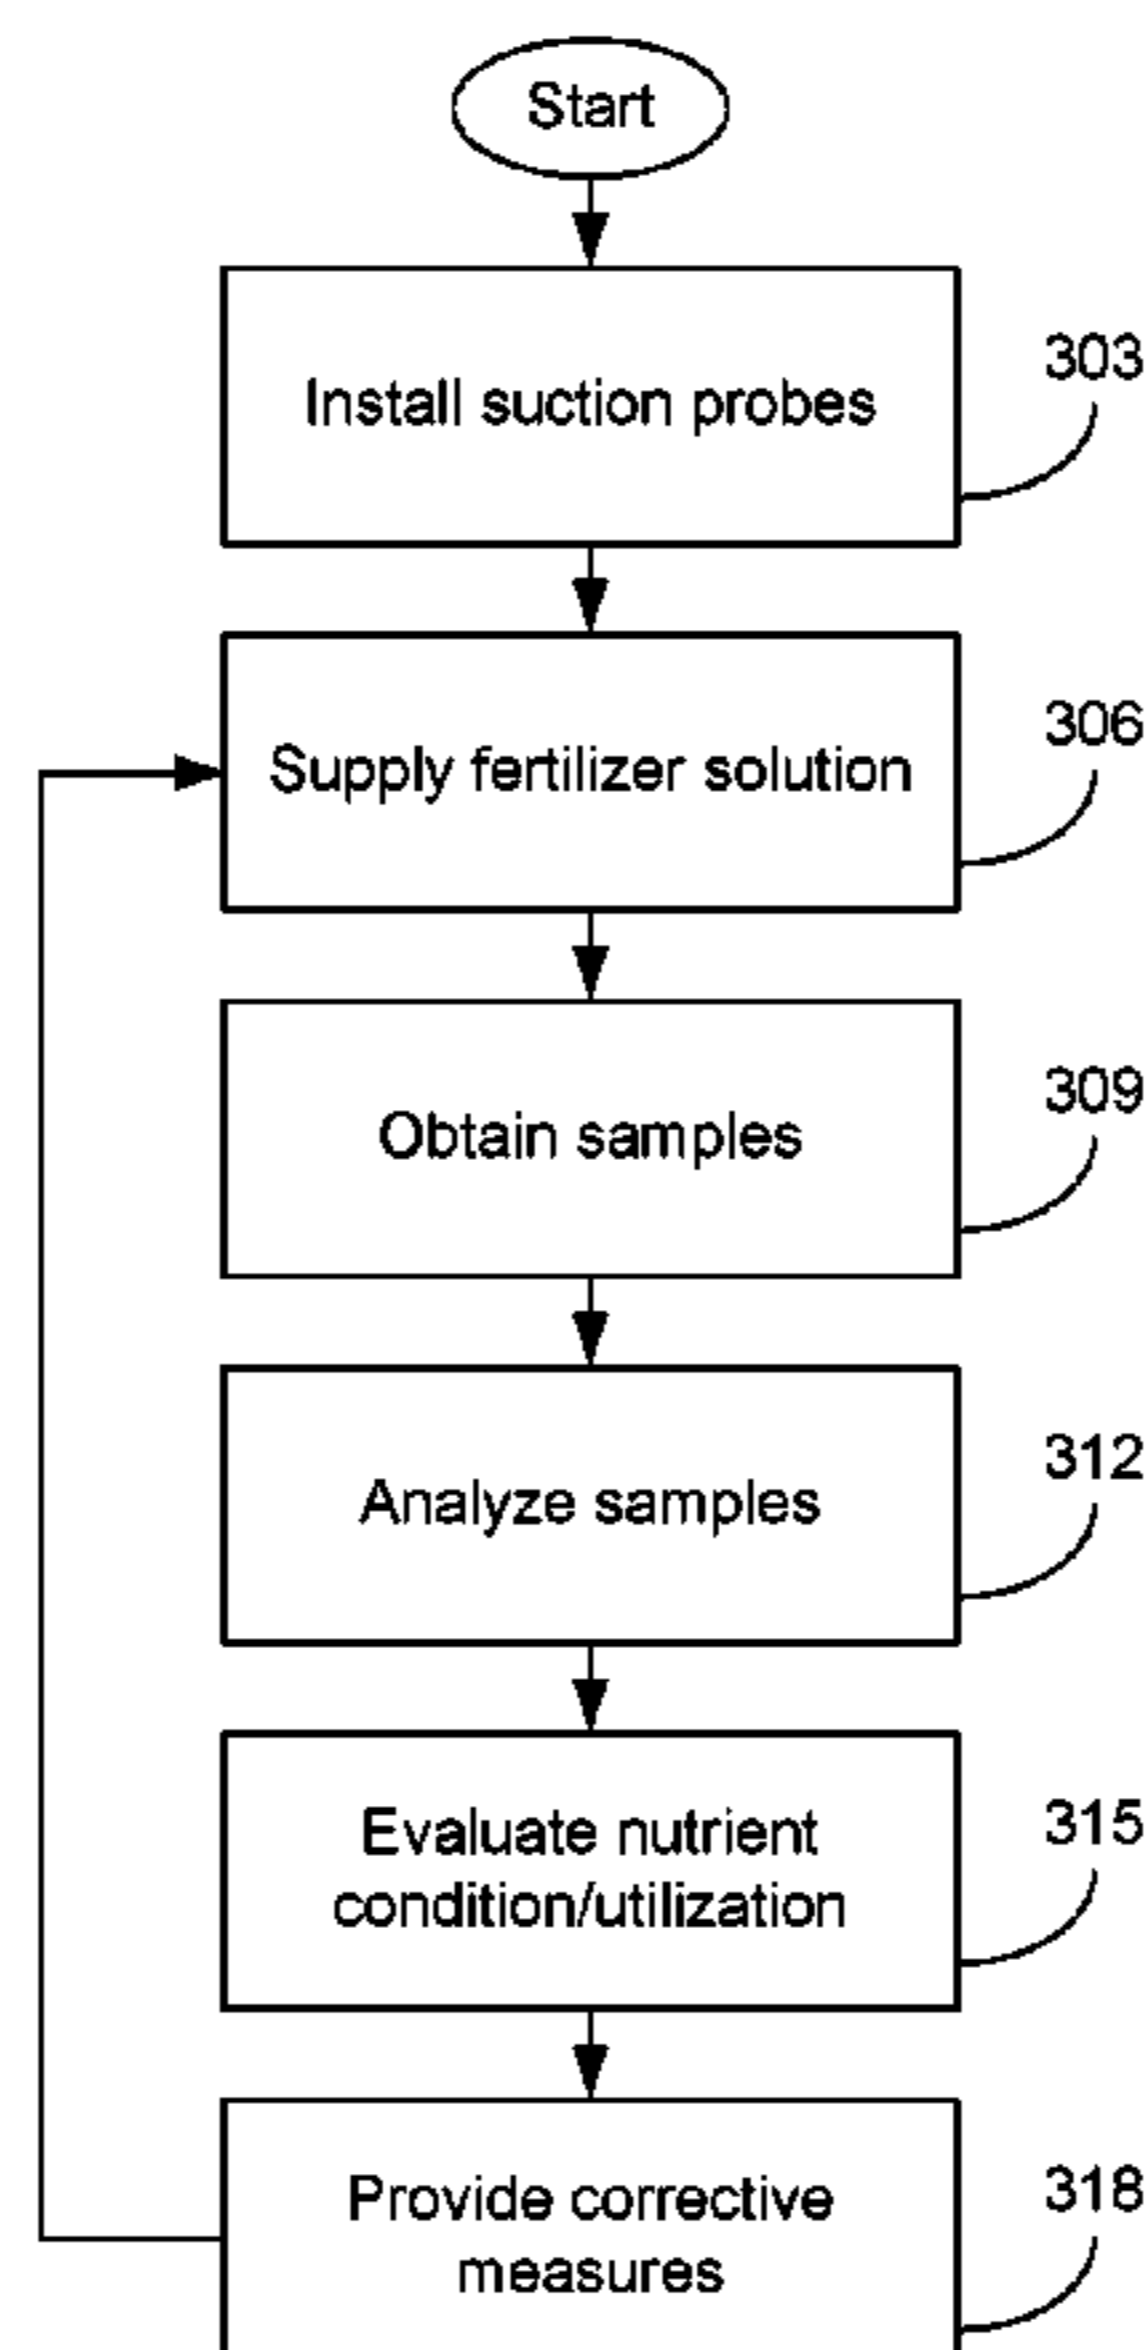 Start
Install suction probes
303
Supply fertilizer solution
306
Obtain samples
309
Analyze samples
312
Evaluate nutrient
condition/utilization
315
Provide corrective
measures
318